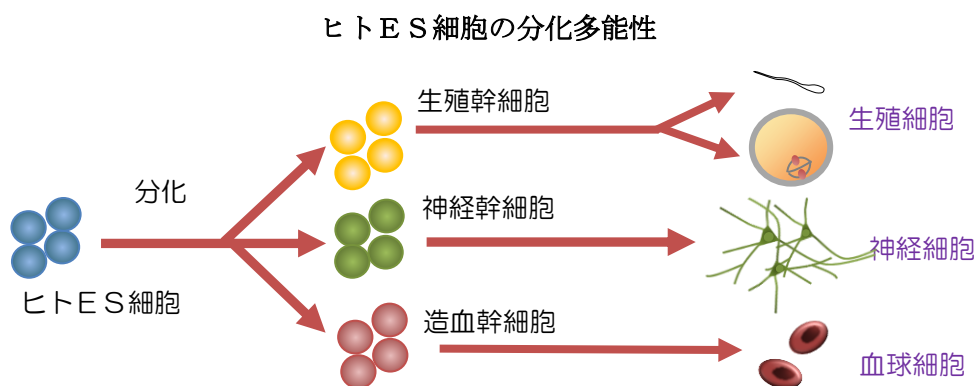 ヒトＥＳ細胞の分化多能性
生殖幹細胞
生殖細胞
分化
神経幹細胞
神経細胞
ヒトＥＳ細胞
造血幹細胞
血球細胞